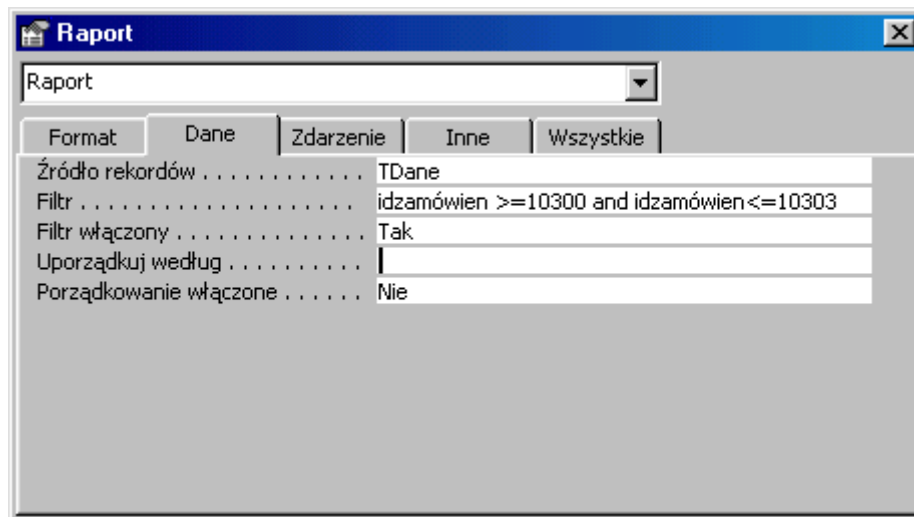 Raport
Raport
Format Dane Zdarzenie Inne Wszystkie
Źródło rekordów . . . . . . . . . . . . TDane
Filtr . . . . . . . . . . . . . . . . . . . . . idzamówien >=10300 and idzamówien<=10303
Filtr włączony . . . . . . . . . . . . . . Tak
Uporządkuj według . . . . . . . . . .
Porządkowanie włączone . . . . . . Nie